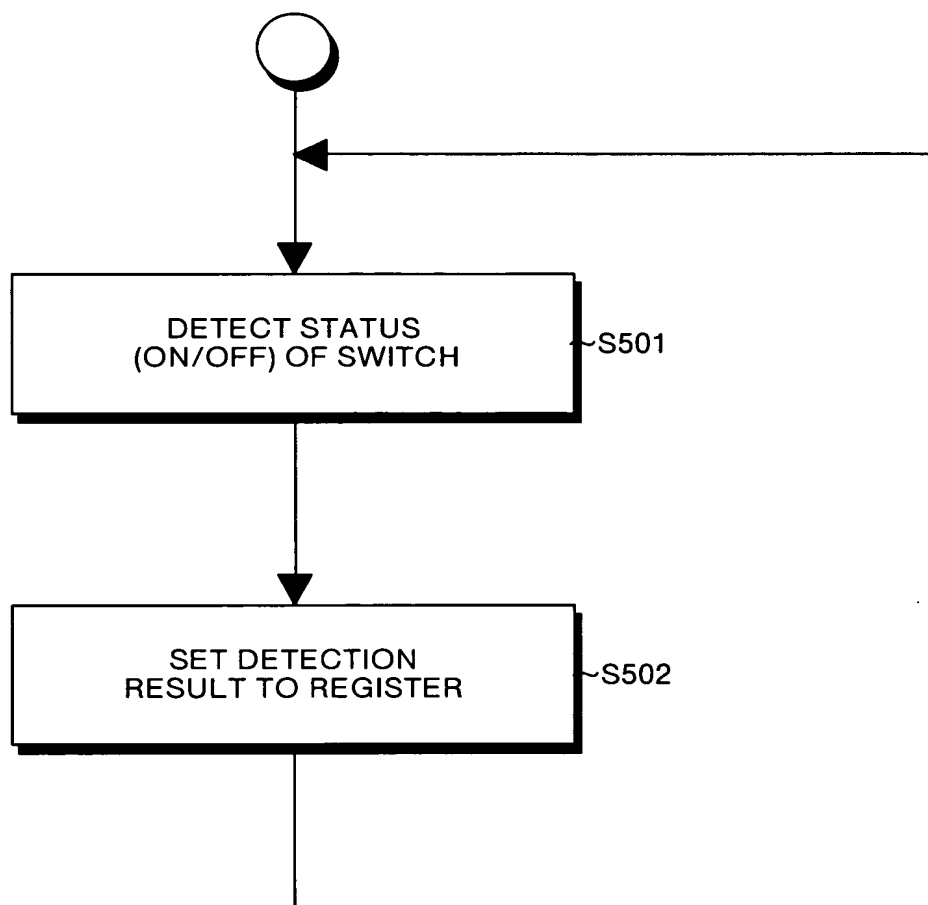 DETECT STATUS
(ON/OFF) OF SWITCH
S501
SET DETECTION
RESULT TO REGISTER
S502